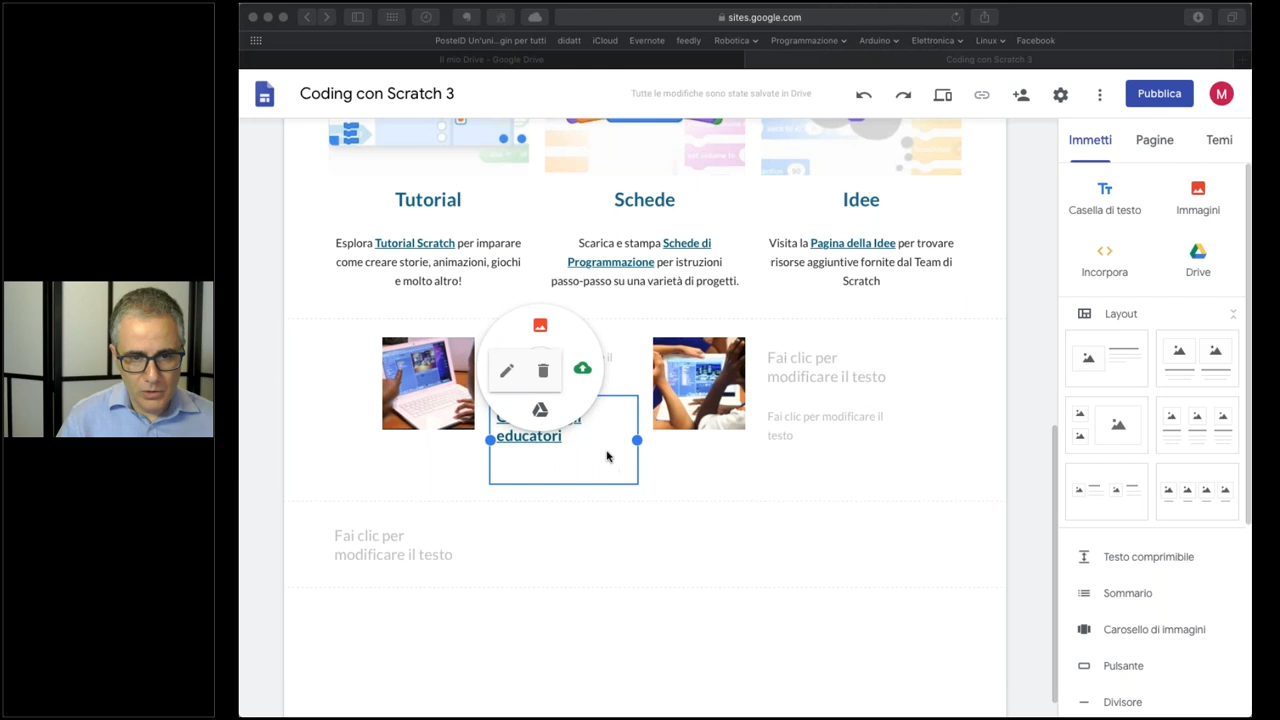 sites.google.com
PosteID Un'uni...gin per tutti
didatt
iCloud
Evernote
feedly
Robotica
Programmazione
Arduino
Elettronica
Linux
Facebook
Il mio Drive - Google Drive
Coding con Scratch 3
Coding con Scratch 3
Tutte le modifiche sono state salvate in Drive
Pubblica
M
Immetti
Pagine
Temi
Casella di testo
Immagini
Incorpora
Drive
Layout
Testo comprimibile
Sommario
Carosello di immagini
Pulsante
Divisore
Tutorial
Esplora Tutorial Scratch per imparare
come creare storie, animazioni, giochi
e molto altro!
Schede
Scarica e stampa Schede di
Programmazione per istruzioni
passo-passo su una varietà di progetti.
Idee
Visita la Pagina della Idee per trovare
risorse aggiuntive fornite dal Team di
Scratch
educatori
Fai clic per
modificare il testo
Fai clic per modificare il
testo
Fai clic per
modificare il testo